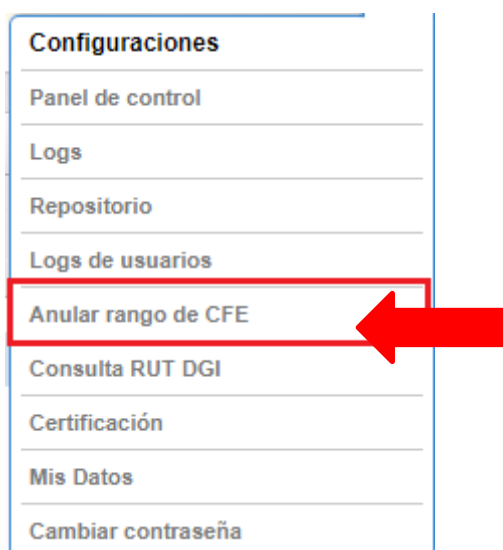 Configuraciones
Panel de control
Logs
Repositorio
Logs de usuarios
Anular rango de CFE
Consulta RUT DGI
Certificación
Mis Datos
Cambiar contraseña